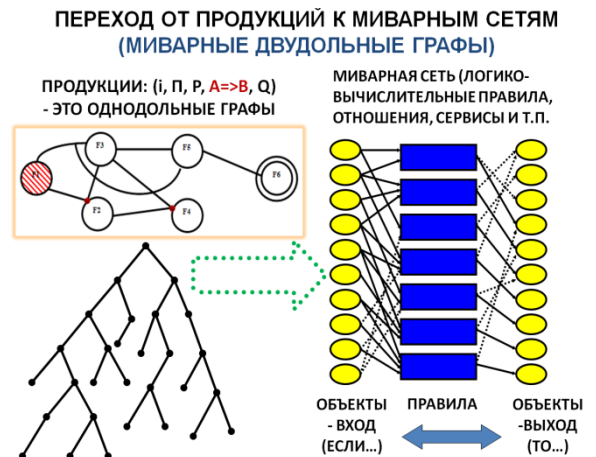 ПЕРЕХОД ОТ ПРОДУКЦИЙ К МИВАРНЫМ СЕТЯМ
(МИВАРНЫЕ ДВУДОЛЬНЫЕ ГРАФЫ)
ПРОДУКЦИИ: (i, П, P, A=>B, Q)
- ЭТО ОДНОДОЛЬНЫЕ ГРАФЫ
F1
F3
F5
F6
F2
F4
МИВАРНАЯ СЕТЬ (ЛОГИКО-
ВЫЧИСЛИТЕЛЬНЫЕ ПРАВИЛА,
ОТНОШЕНИЯ, СЕРВИСЫ И Т.П.
ОБЪЕКТЫ
- ВХОД
(ЕСЛИ...)
ПРАВИЛА
ОБЪЕКТЫ
-ВЫХОД
(ТО...)